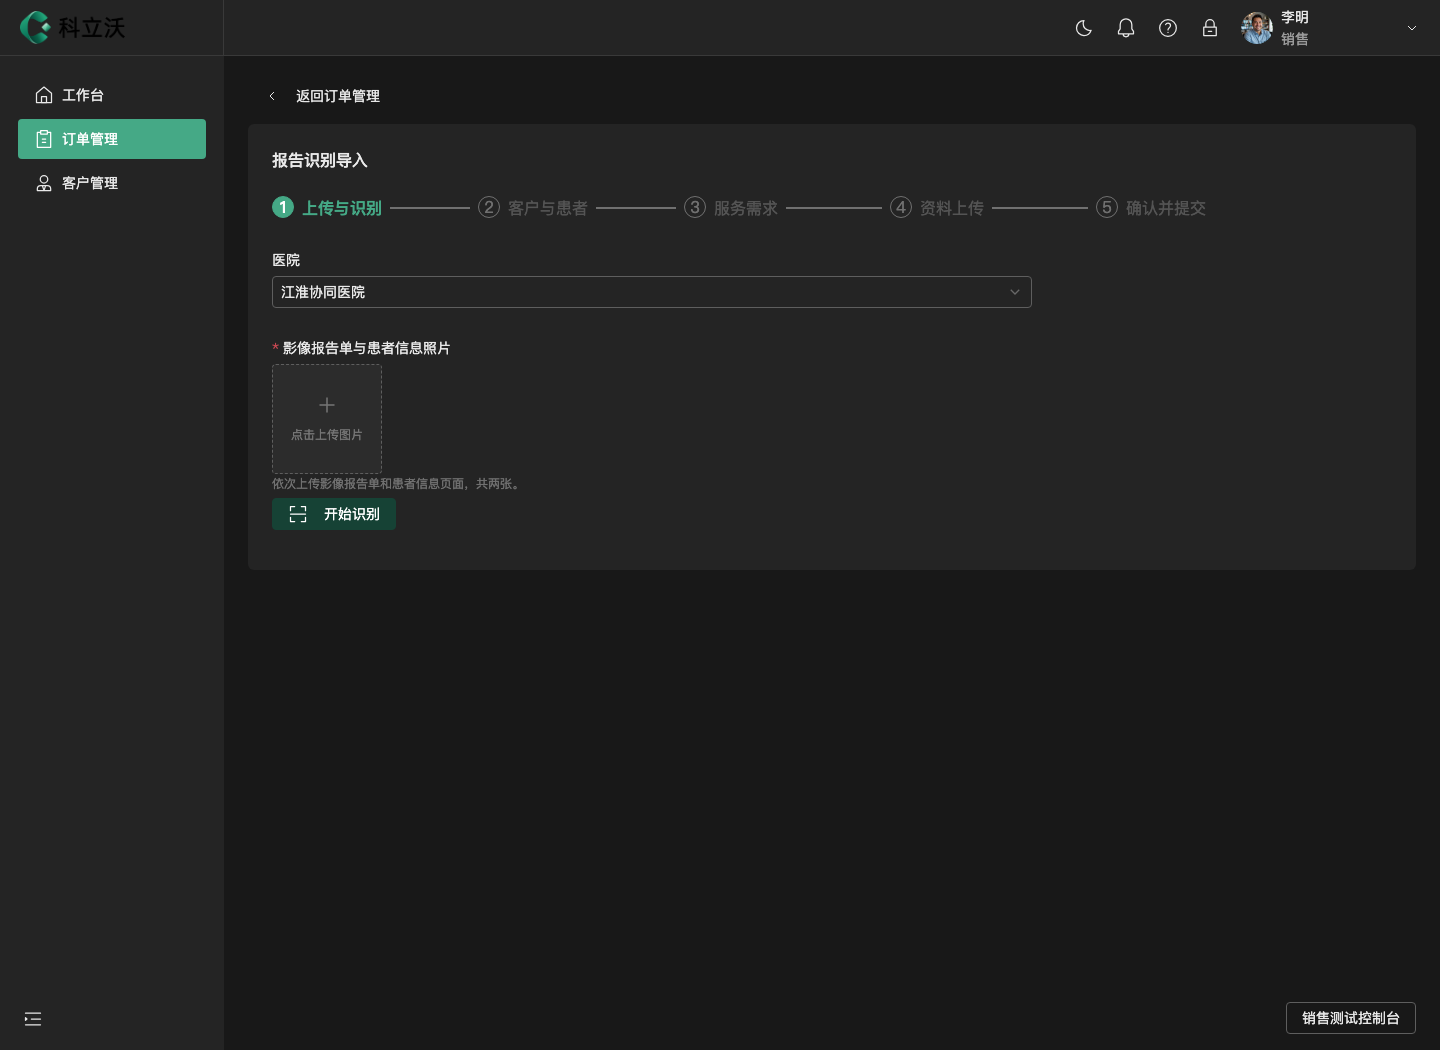 科立沃
李明
销售
工作台
订单管理
客户管理
返回订单管理
报告识别导入
1 上传与识别 2 客户与患者 3 服务需求 4 资料上传 5 确认并提交
医院
江淮协同医院
* 影像报告单与患者信息照片
点击上传图片
依次上传影像报告单和患者信息页面，共两张。
开始识别
销售测试控制台